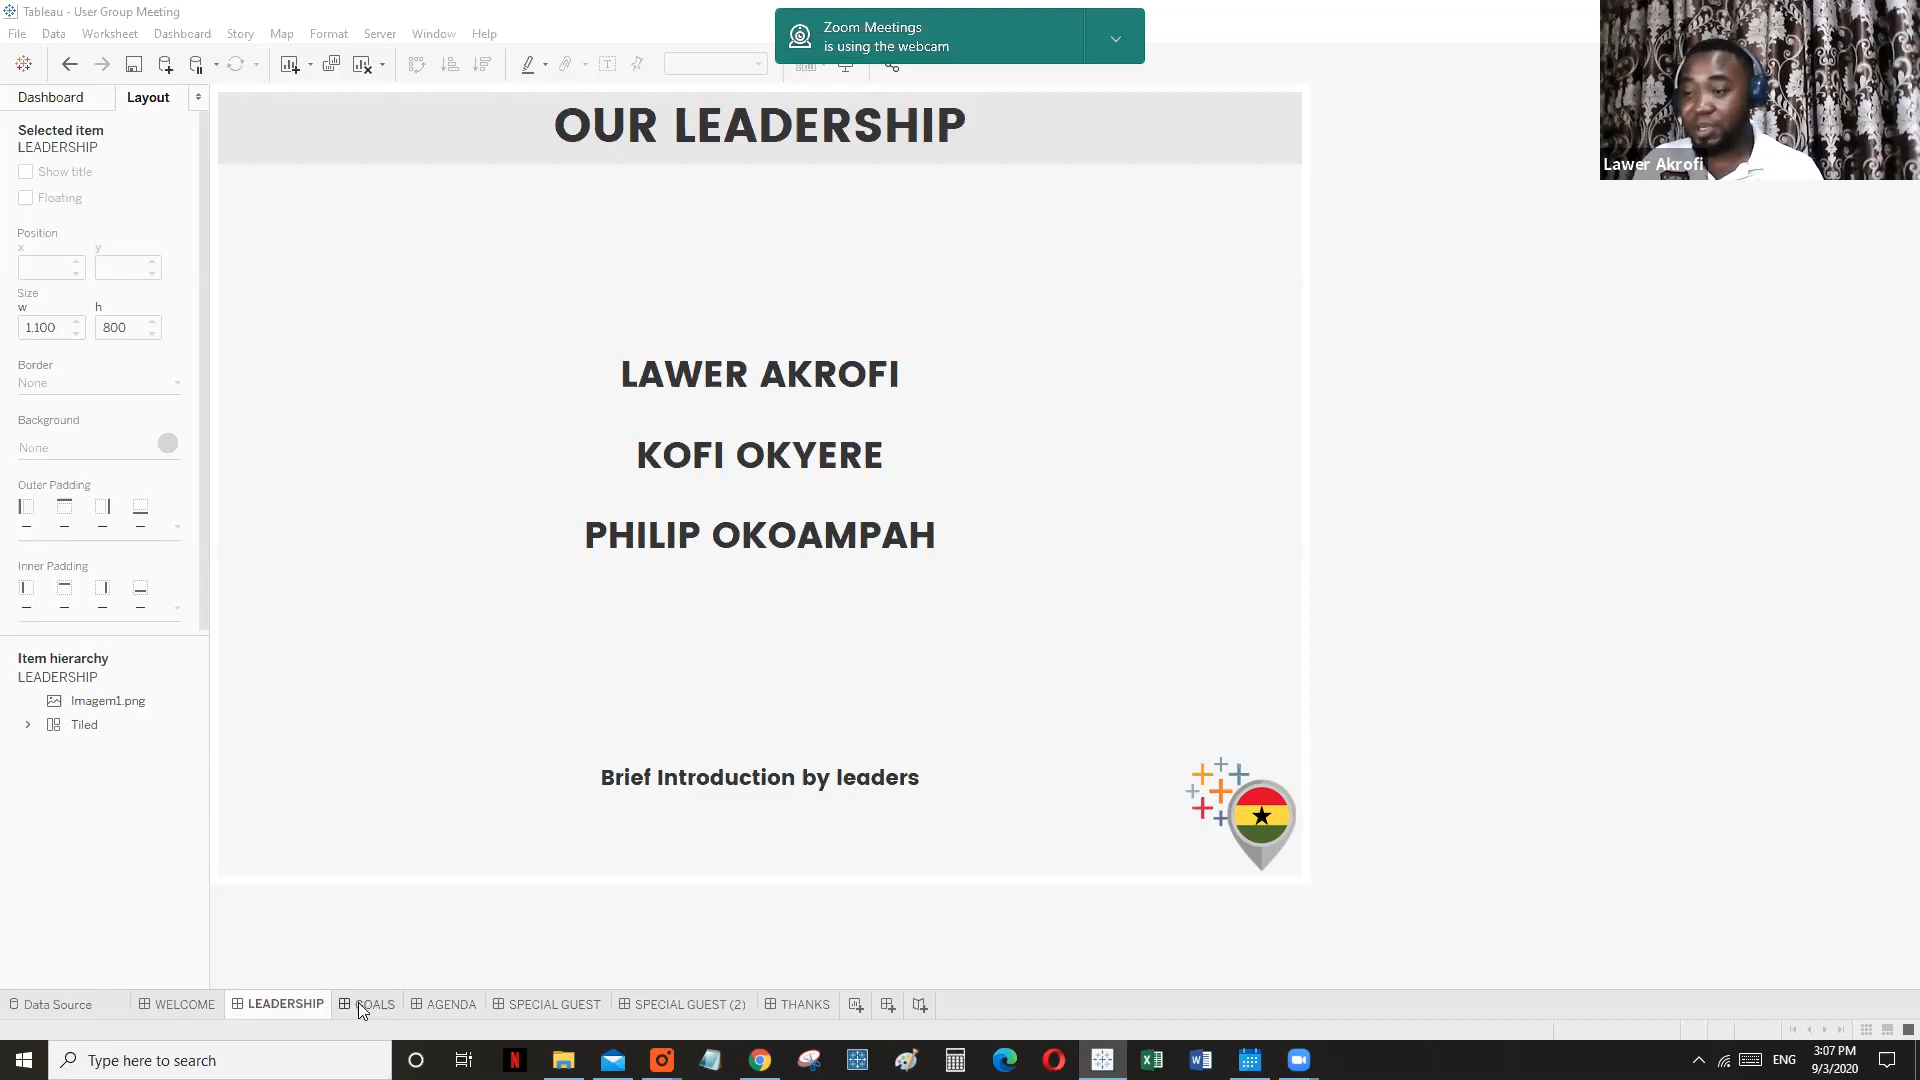 Tableau - User Group Meeting
File Data Worksheet Dashboard Story Map Format Server Window Help
Zoom Meetings
is using the webcam
Dashboard Layout
Selected item
LEADERSHIP
Show title
Floating
Position
x y
Size
w h
1.100 800
Border
None
Background
None
Outer Padding
Inner Padding
Item hierarchy
LEADERSHIP
Imagem1.png
Tiled
OUR LEADERSHIP
LAWER AKROFI
KOFI OKYERE
PHILIP OKOAMPAH
Brief Introduction by leaders
Lawer Akrofi
Data Source WELCOME LEADERSHIP GOALS AGENDA SPECIAL GUEST SPECIAL GUEST (2) THANKS
Type here to search
ENG
3:07 PM
9/3/2020